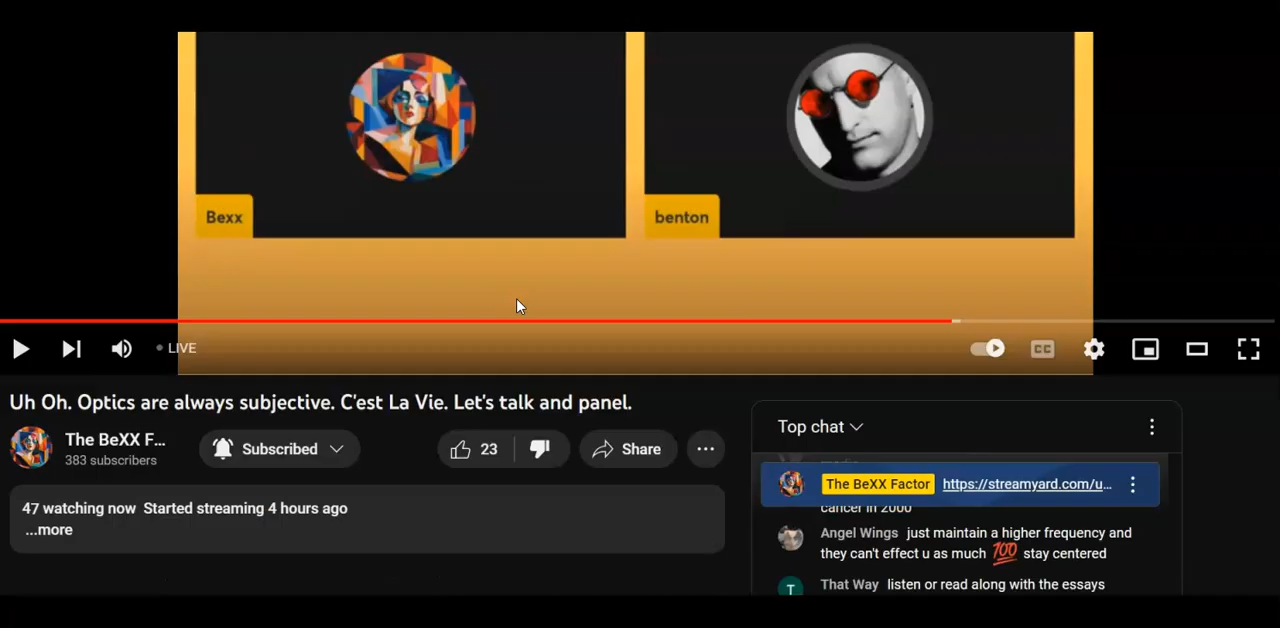 Bexx
benton
LIVE
CC
Uh Oh. Optics are always subjective. C'est La Vie. Let's talk and panel.
The BeXX F...
383 subscribers
Subscribed
23
Share
47 watching now Started streaming 4 hours ago
...more
Top chat
The BeXX Factor https://streamyard.com/u...
cancer in 2000
Angel Wings just maintain a higher frequency and
they can't effect u as much 💯 stay centered
T
That Way listen or read along with the essays